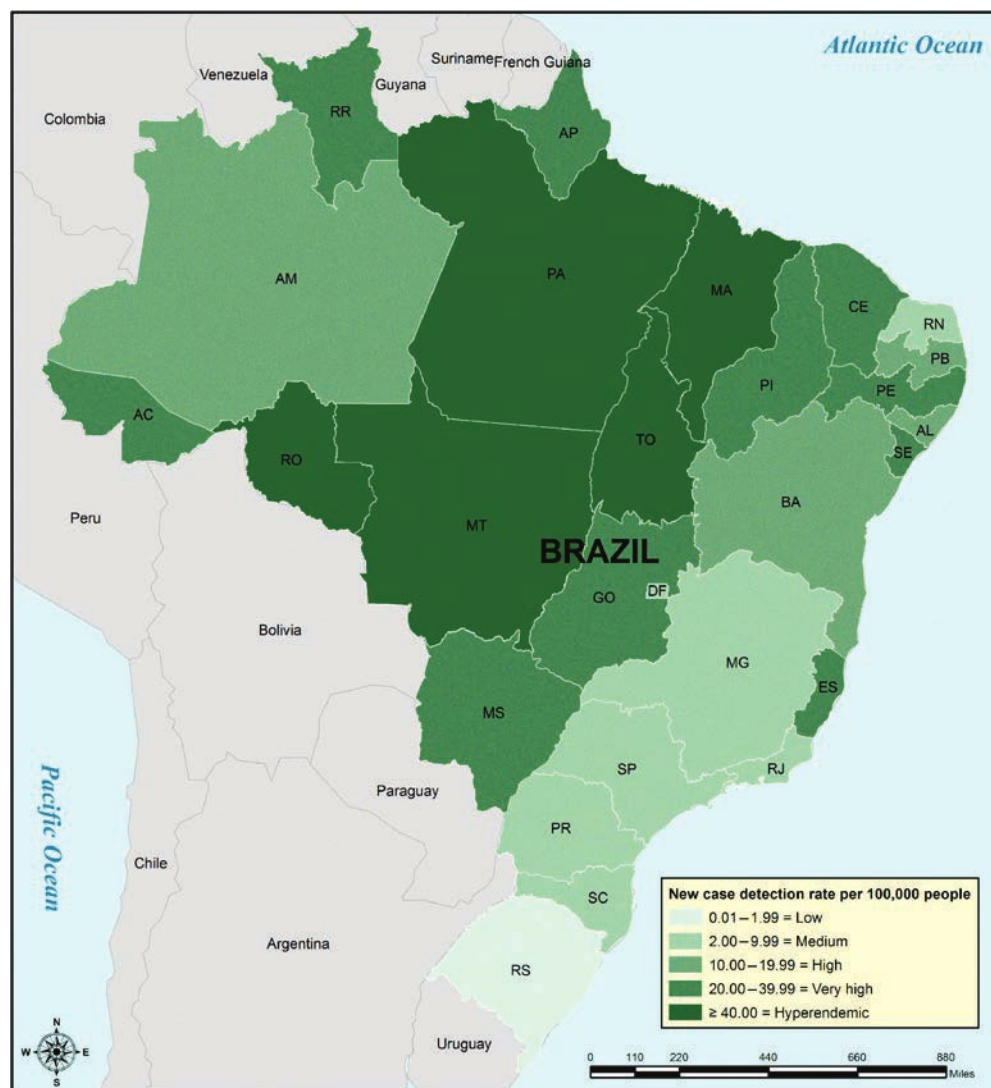 Atlantic Ocean
Suriname
French Guiana
Venezuela
Guyana
Colombia
RR
AP
PA
MA
AM
CE
RN
PB
PI
PE
AC
AL
TO
SE
RO
BA
Peru
MT
BRAZIL
DF
GO
Bolivia
MG
ES
MS
SP
RJ
Paraguay
Pacific Ocean
PR
Chile
SC
Argentina
RS
Uruguay
New case detection rate per 100,000 people
0.01–1.99 = Low
2.00–9.99 = Medium
10.00–19.99 = High
20.00–39.99 = Very high
≥ 40.00 = Hyperendemic
N
W E
S
0 110 220 440 660 880
Miles